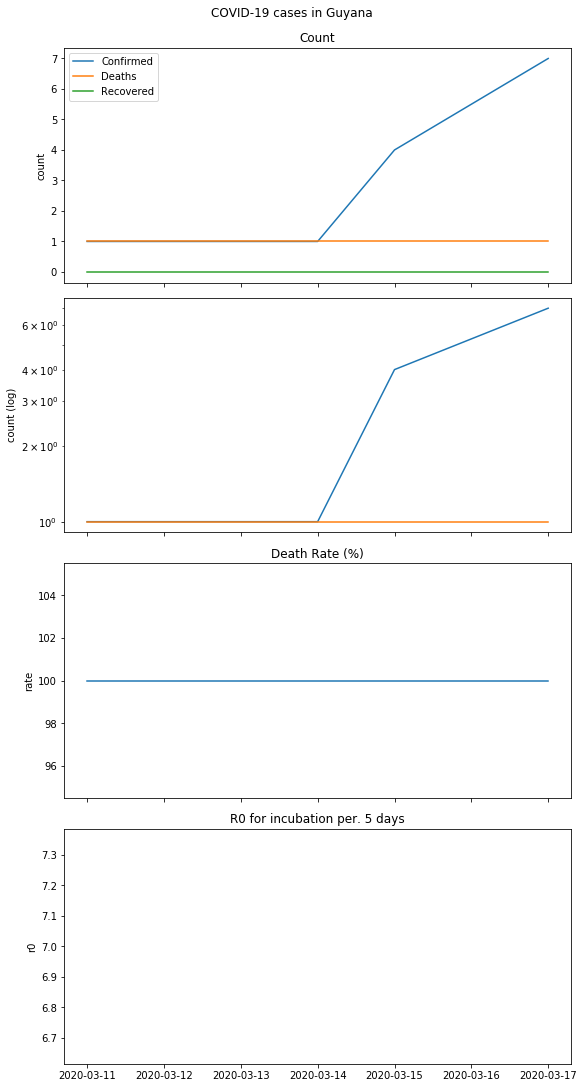 COVID-19 cases in Guyana
Count
Confirmed
Deaths
Recovered
7
6
5
4
3
2
1
0
count
6 × 10⁰
4 × 10⁰
3 × 10⁰
2 × 10⁰
10⁰
count (log)
Death Rate (%)
104
102
100
98
96
rate
R0 for incubation per. 5 days
7.3
7.2
7.1
7.0
6.9
6.8
6.7
r0
2020-03-11 2020-03-12 2020-03-13 2020-03-14 2020-03-15 2020-03-16 2020-03-17